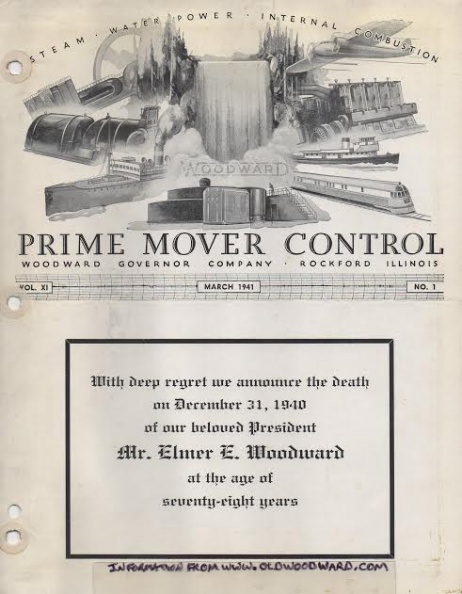 STEAM · WATER POWER · INTERNAL COMBUSTION
WOODWARD
PRIME MOVER CONTROL
WOODWARD GOVERNOR COMPANY · ROCKFORD ILLINOIS
VOL. XI MARCH 1941 NO. 1
With deep regret we announce the death
on December 31, 1940
of our beloved President
Mr. Elmer E. Woodward
at the age of
seventy-eight years
INFORMATION FROM WWW.OLDWOODWARD.COM